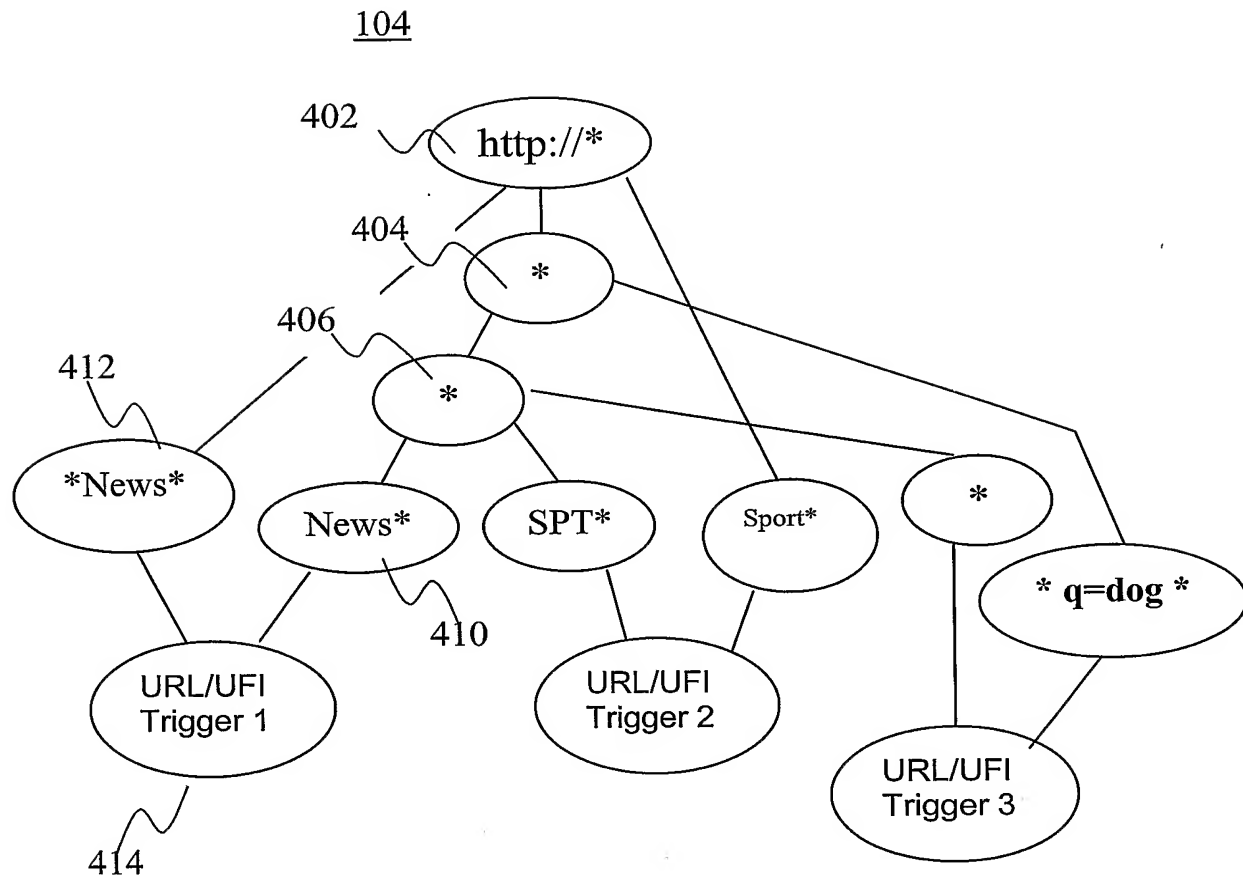 104
402
http://*
404
*
406
*
412
*News*
News*
SPT*
Sport*
*
* q=dog *
410
URL/UFI
Trigger 1
URL/UFI
Trigger 2
URL/UFI
Trigger 3
414